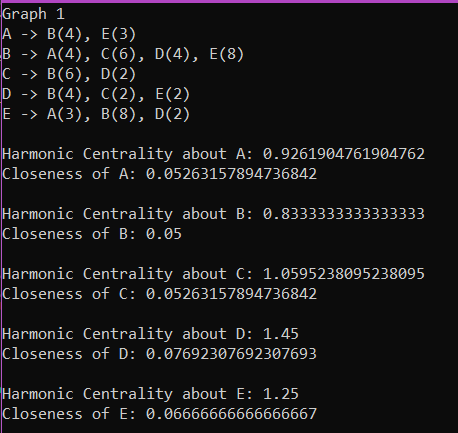 Graph 1
A -> B(4), E(3)
B -> A(4), C(6), D(4), E(8)
C -> B(6), D(2)
D -> B(4), C(2), E(2)
E -> A(3), B(8), D(2)
Harmonic Centrality about A: 0.9261904761904762
Closeness of A: 0.05263157894736842
Harmonic Centrality about B: 0.8333333333333333
Closeness of B: 0.05
Harmonic Centrality about C: 1.0595238095238095
Closeness of C: 0.05263157894736842
Harmonic Centrality about D: 1.45
Closeness of D: 0.07692307692307693
Harmonic Centrality about E: 1.25
Closeness of E: 0.06666666666666667